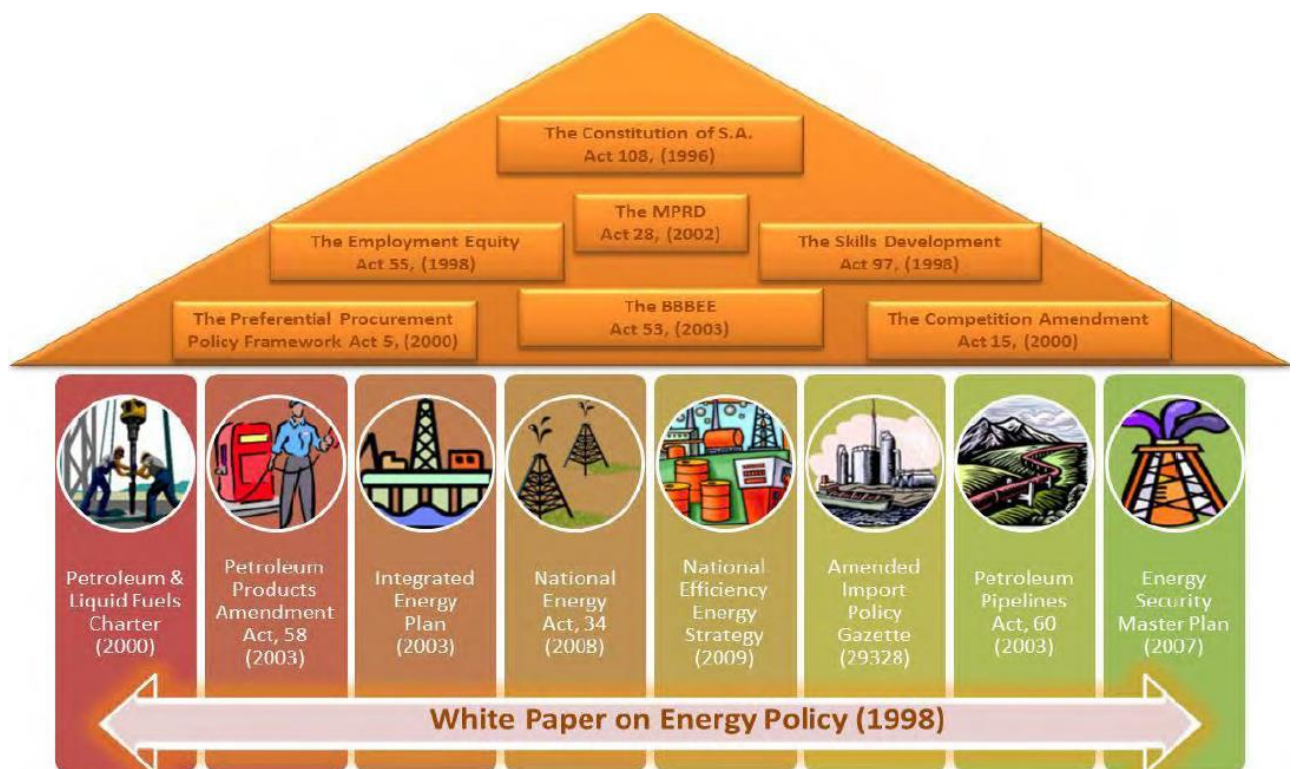 The Constitution of S.A.
Act 108, (1996)
The MPRD
Act 28, (2002)
The Employment Equity
Act 55, (1998)
The Skills Development
Act 97, (1998)
The Preferential Procurement
Policy Framework Act 5, (2000)
The BBBEE
Act 53, (2003)
The Competition Amendment
Act 15, (2000)
Petroleum &
Liquid Fuels
Charter
(2000)
Petroleum
Products
Amendment
Act, 58
(2003)
Integrated
Energy
Plan
(2003)
National
Energy
Act, 34
(2008)
National
Efficiency
Energy
Strategy
(2009)
Amended
Import
Policy
Gazette
(29328)
Petroleum
Pipelines
Act, 60
(2003)
Energy
Security
Master Plan
(2007)
White Paper on Energy Policy (1998)